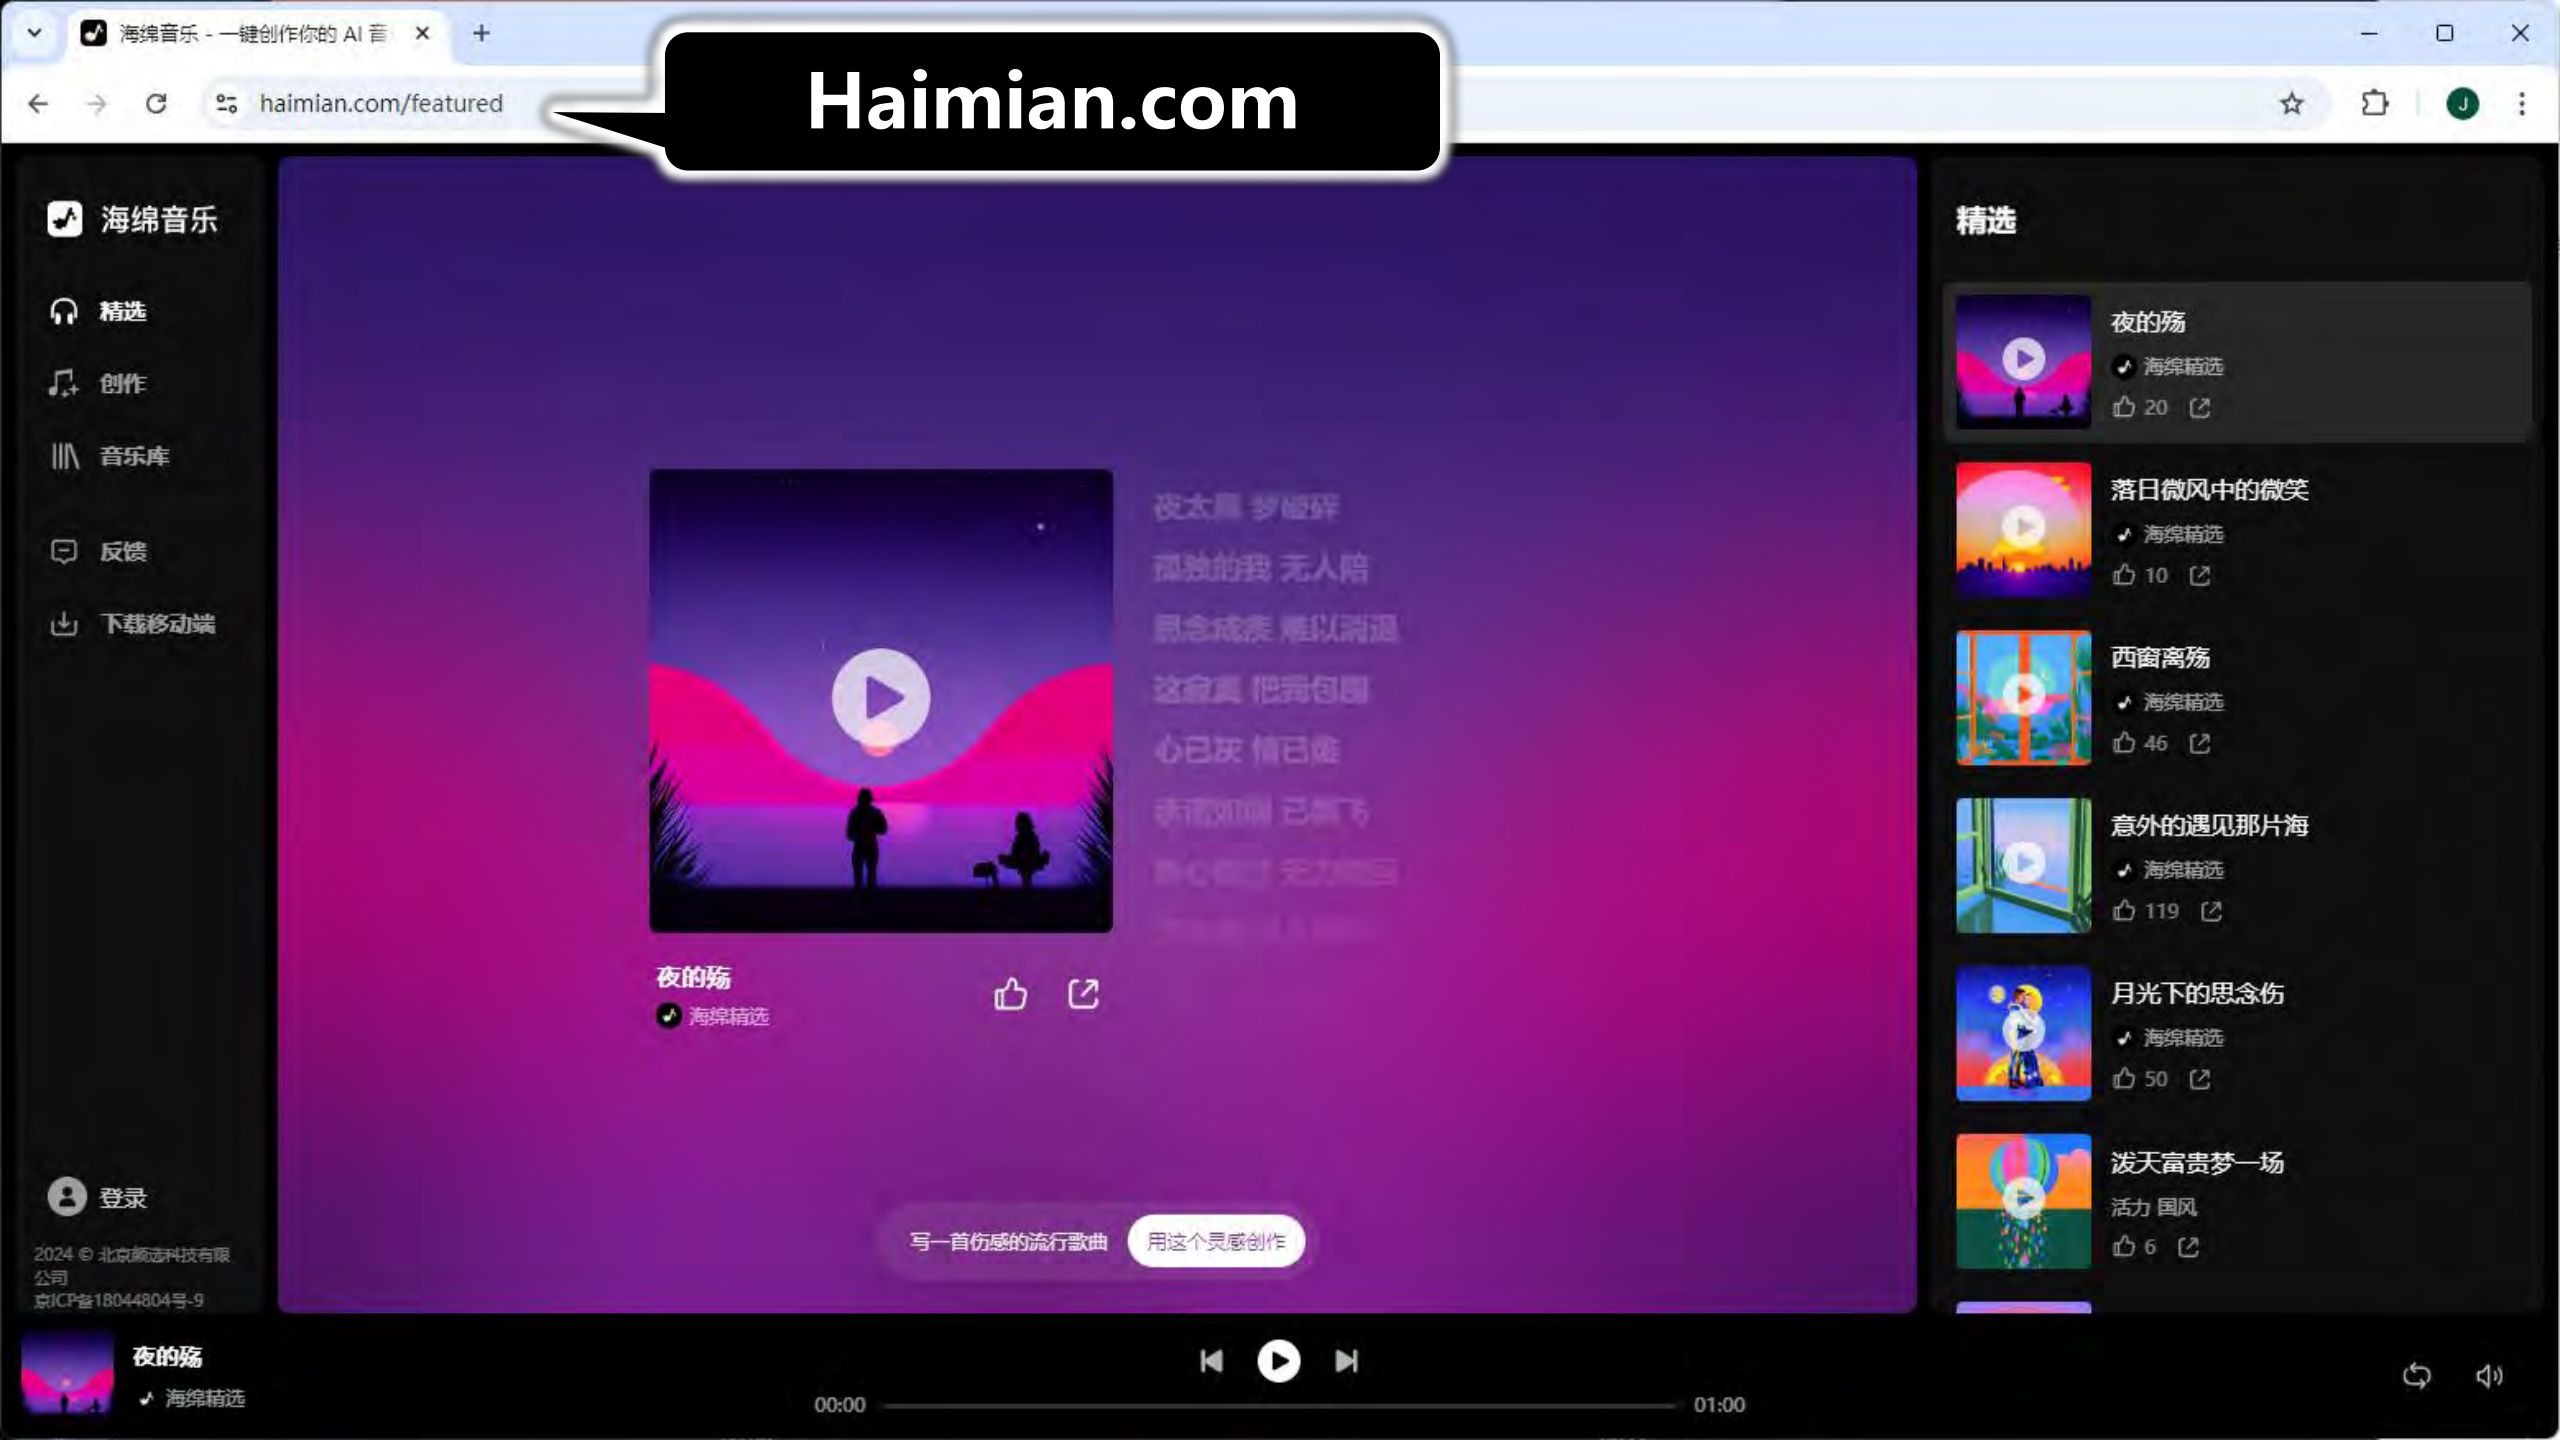 海绵音乐 - 一键创作你的 AI 音
haimian.com/featured
Haimian.com
J
海绵音乐
精选
创作
音乐库
反馈
下载移动端
登录
2024 © 北京颜选科技有限
公司
京ICP备18044804号-9
夜太黑 梦破碎
孤独的我 无人陪
思念成疾 难以消退
这寂寞 把我包围
心已灰 情已难
夜的殇
海绵精选
写一首伤感的流行歌曲
用这个灵感创作
精选
夜的殇
海绵精选
20
落日微风中的微笑
海绵精选
10
西窗离殇
海绵精选
46
意外的遇见那片海
海绵精选
119
月光下的思念伤
海绵精选
50
泼天富贵梦一场
活力 国风
6
夜的殇
海绵精选
00:00
01:00